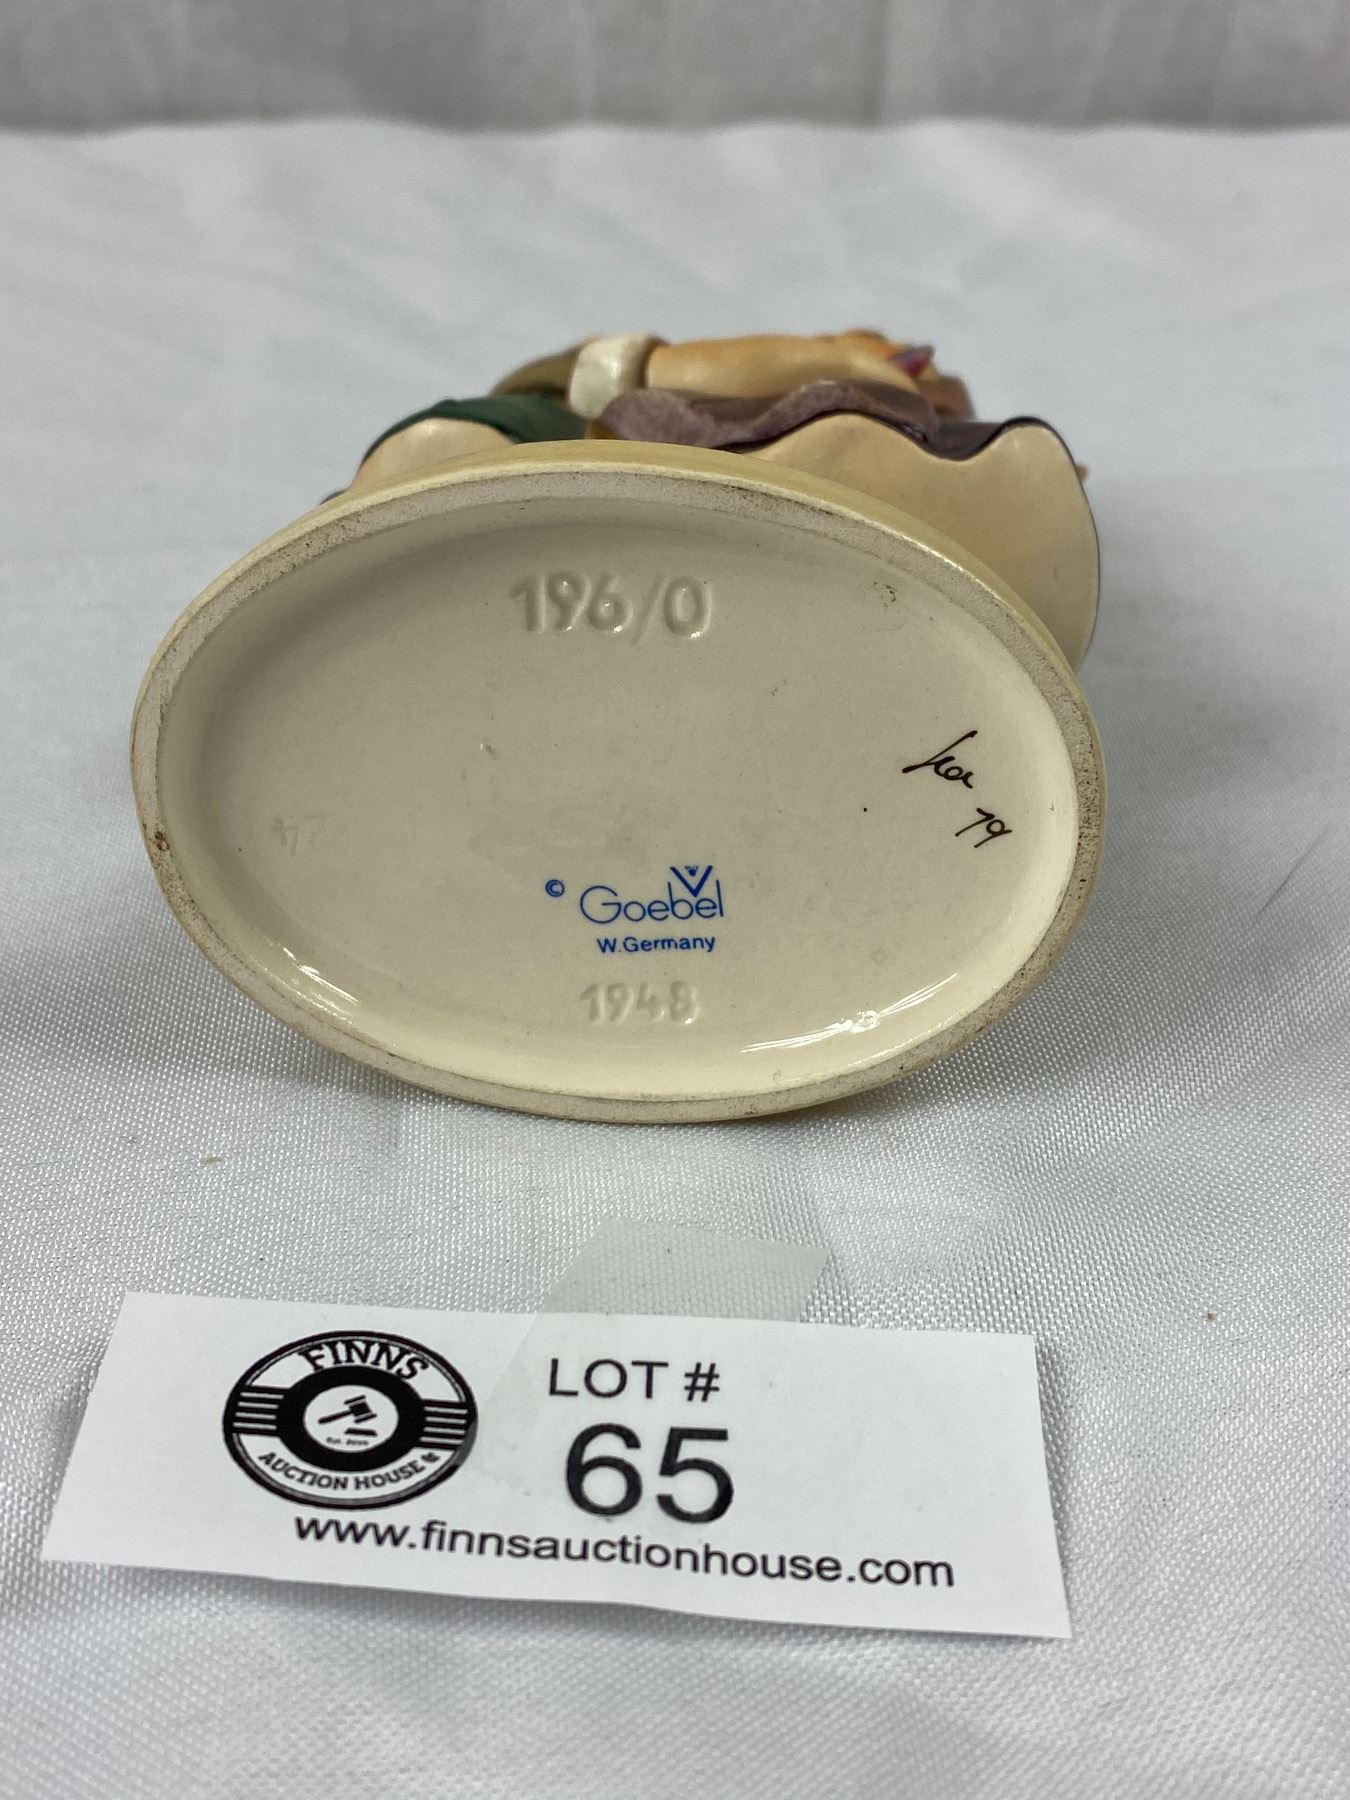 196/0
79
© Goebel
W.Germany
1948
FINNS
AUCTION HOUSE
LOT #
65
www.finnsauctionhouse.com